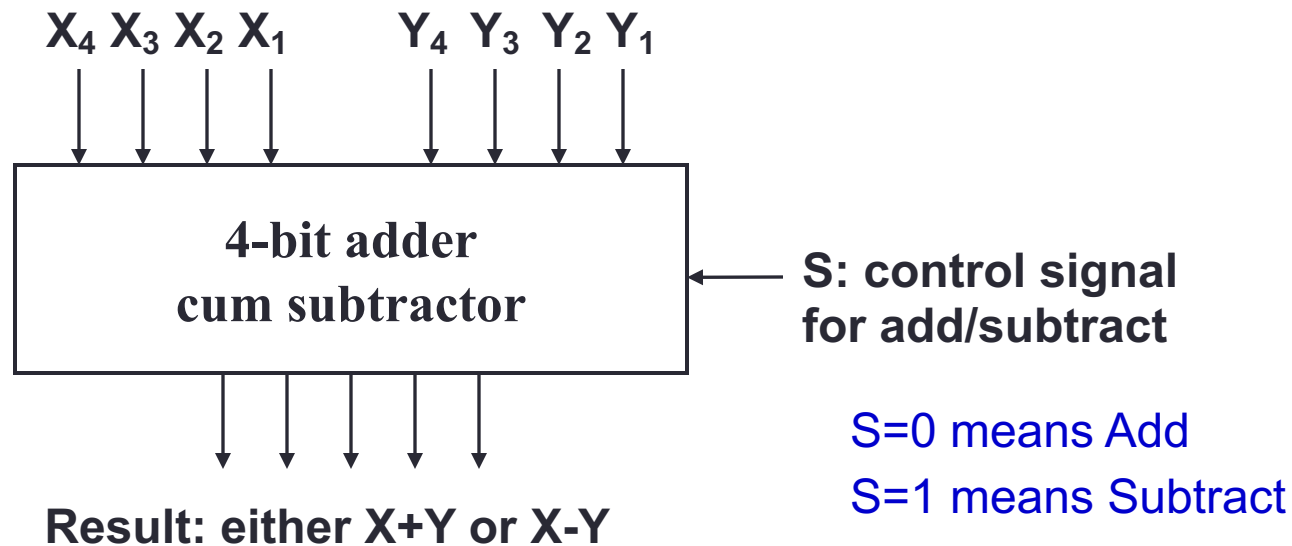 X₄ X₃ X₂ X₁ Y₄ Y₃ Y₂ Y₁
4-bit adder
cum subtractor
S: control signal
for add/subtract
S=0 means Add
S=1 means Subtract
Result: either X+Y or X-Y